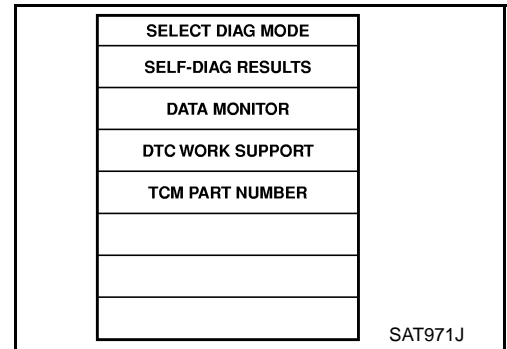 SELECT DIAG MODE
SELF-DIAG RESULTS
DATA MONITOR
DTC WORK SUPPORT
TCM PART NUMBER
SAT971J